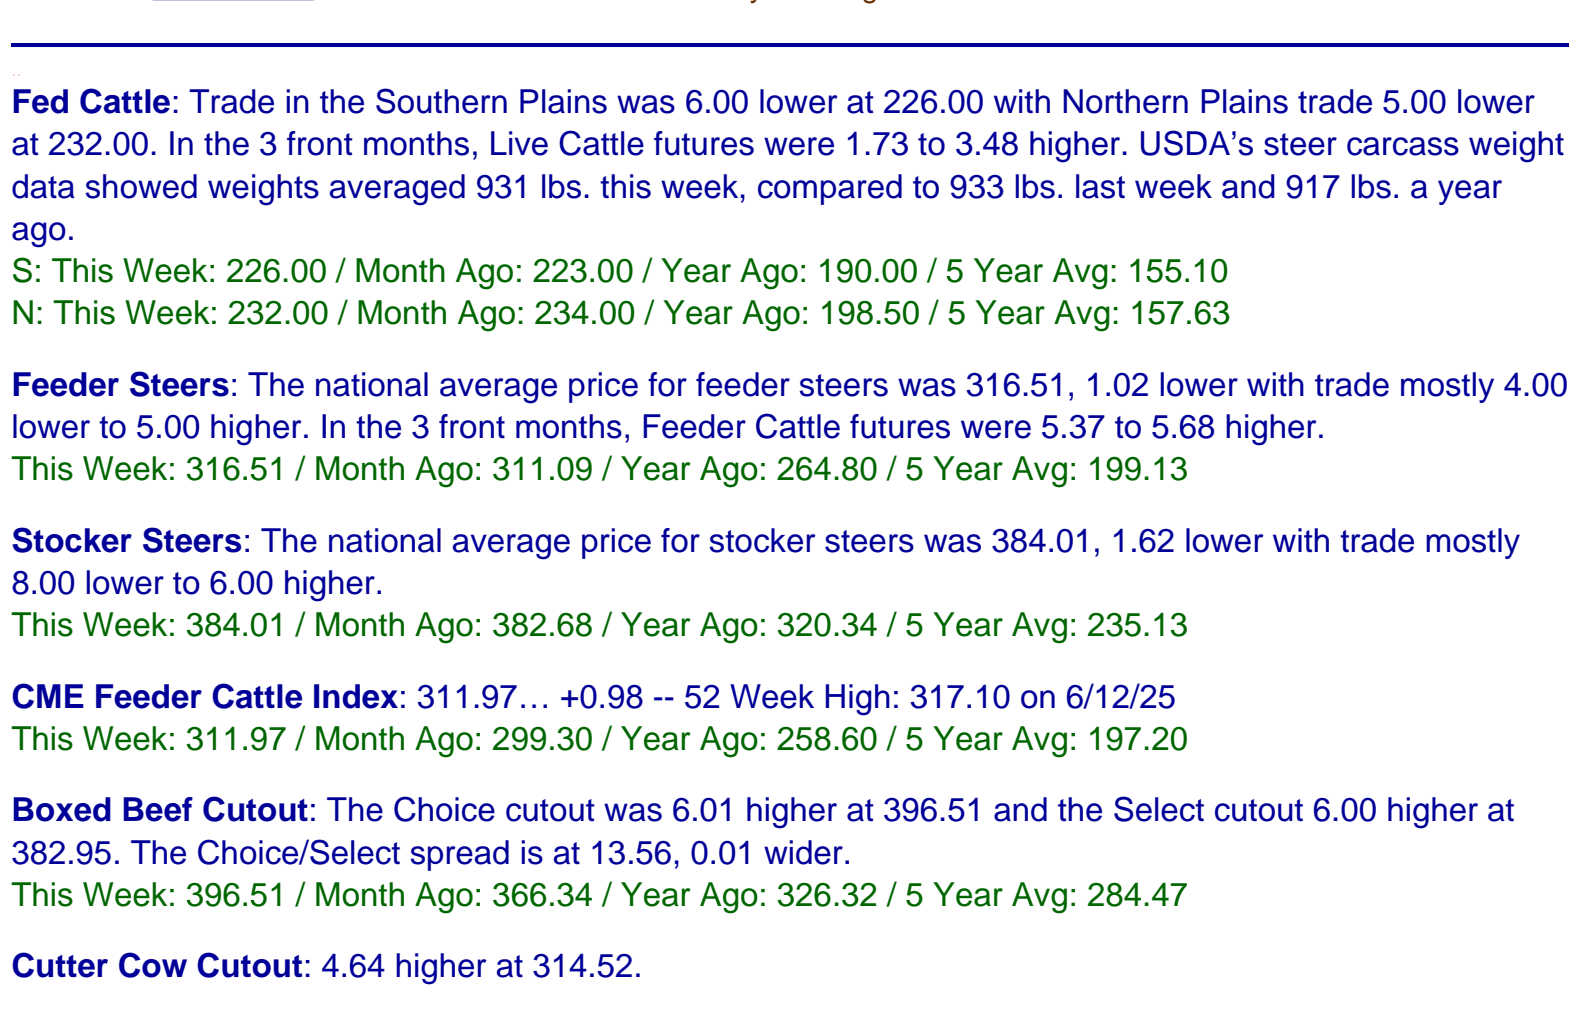 Fed Cattle: Trade in the Southern Plains was 6.00 lower at 226.00 with Northern Plains trade 5.00 lower
at 232.00. In the 3 front months, Live Cattle futures were 1.73 to 3.48 higher. USDA’s steer carcass weight
data showed weights averaged 931 lbs. this week, compared to 933 lbs. last week and 917 lbs. a year
ago.
S: This Week: 226.00 / Month Ago: 223.00 / Year Ago: 190.00 / 5 Year Avg: 155.10
N: This Week: 232.00 / Month Ago: 234.00 / Year Ago: 198.50 / 5 Year Avg: 157.63
Feeder Steers: The national average price for feeder steers was 316.51, 1.02 lower with trade mostly 4.00
lower to 5.00 higher. In the 3 front months, Feeder Cattle futures were 5.37 to 5.68 higher.
This Week: 316.51 / Month Ago: 311.09 / Year Ago: 264.80 / 5 Year Avg: 199.13
Stocker Steers: The national average price for stocker steers was 384.01, 1.62 lower with trade mostly
8.00 lower to 6.00 higher.
This Week: 384.01 / Month Ago: 382.68 / Year Ago: 320.34 / 5 Year Avg: 235.13
CME Feeder Cattle Index: 311.97… +0.98 -- 52 Week High: 317.10 on 6/12/25
This Week: 311.97 / Month Ago: 299.30 / Year Ago: 258.60 / 5 Year Avg: 197.20
Boxed Beef Cutout: The Choice cutout was 6.01 higher at 396.51 and the Select cutout 6.00 higher at
382.95. The Choice/Select spread is at 13.56, 0.01 wider.
This Week: 396.51 / Month Ago: 366.34 / Year Ago: 326.32 / 5 Year Avg: 284.47
Cutter Cow Cutout: 4.64 higher at 314.52.